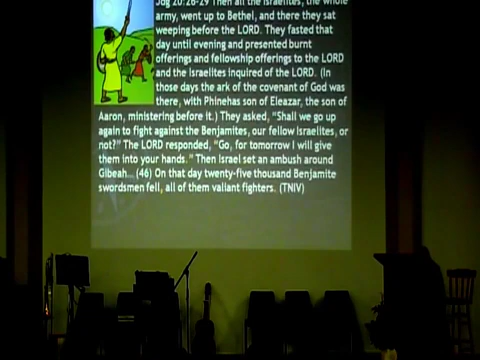 Jdg 20:26-29 Then all the Israelites, the whole
army, went up to Bethel, and there they sat
weeping before the LORD. They fasted that
day until evening and presented burnt
offerings and fellowship offerings to the LORD
and the Israelites inquired of the LORD. (In
those days the ark of the covenant of God was
there, with Phinehas son of Eleazar, the son of
Aaron, ministering before it.) They asked, "Shall we go up
again to fight against the Benjamites, our fellow Israelites, or
not?" The LORD responded, "Go, for tomorrow I will give
them into your hands." Then Israel set an ambush around
Gibeah... (46) On that day twenty-five thousand Benjamite
swordsmen fell, all of them valiant fighters. (TNIV)